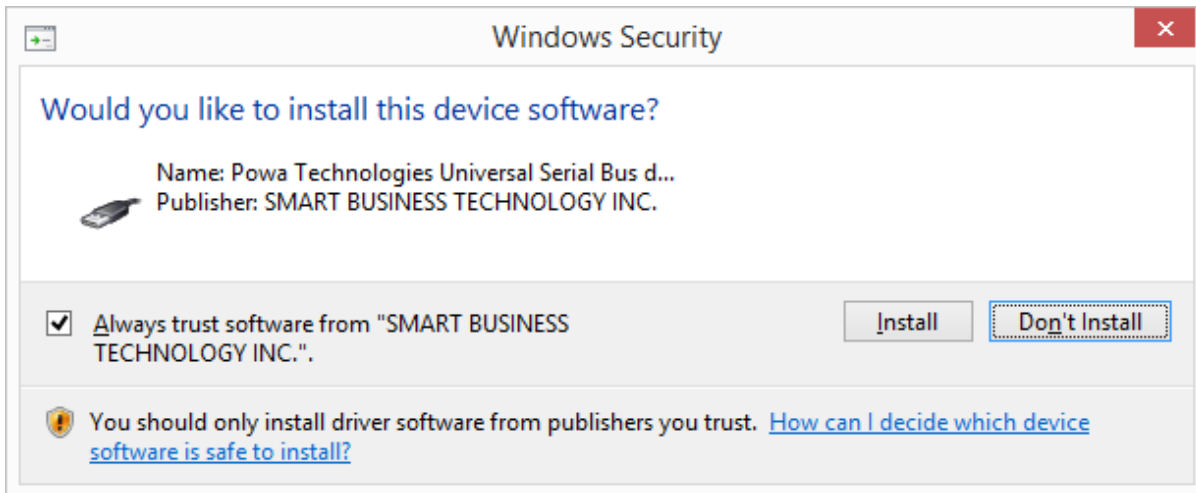 Windows Security
Would you like to install this device software?
Name: Powa Technologies Universal Serial Bus d...
Publisher: SMART BUSINESS TECHNOLOGY INC.
Always trust software from "SMART BUSINESS
TECHNOLOGY INC.".
Install
Don't Install
You should only install driver software from publishers you trust. How can I decide which device
software is safe to install?